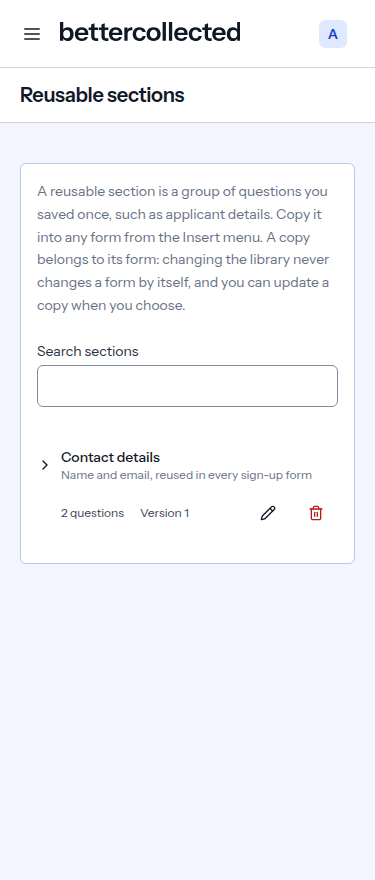 bettercollected
A
Reusable sections
A reusable section is a group of questions you
saved once, such as applicant details. Copy it
into any form from the Insert menu. A copy
belongs to its form: changing the library never
changes a form by itself, and you can update a
copy when you choose.
Search sections
Contact details
Name and email, reused in every sign-up form
2 questions Version 1